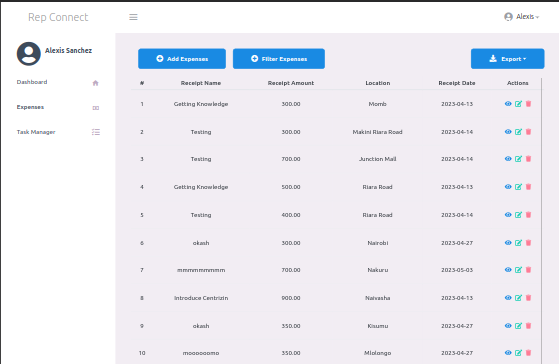 Rep Connect
Alexis
Alexis Sanchez
Dashboard
Expenses
Task Manager
Add Expenses Filter Expenses Export
# Receipt Name Receipt Amount Location Receipt Date Actions
1 Getting Knowledge 300.00 Momb 2023-04-13
2 Testing 300.00 Makini Riara Road 2023-04-14
3 Testing 700.00 Junction Mall 2023-04-14
4 Getting Knowledge 500.00 Riara Road 2023-04-13
5 Testing 400.00 Riara Road 2023-04-14
6 okash 300.00 Nairobi 2023-04-27
7 mmmmmmmmm 700.00 Nakuru 2023-05-03
8 Introduce Centrizin 900.00 Naivasha 2023-04-13
9 okash 350.00 Kisumu 2023-04-27
10 moooooomo 350.00 Mlolongo 2023-04-27